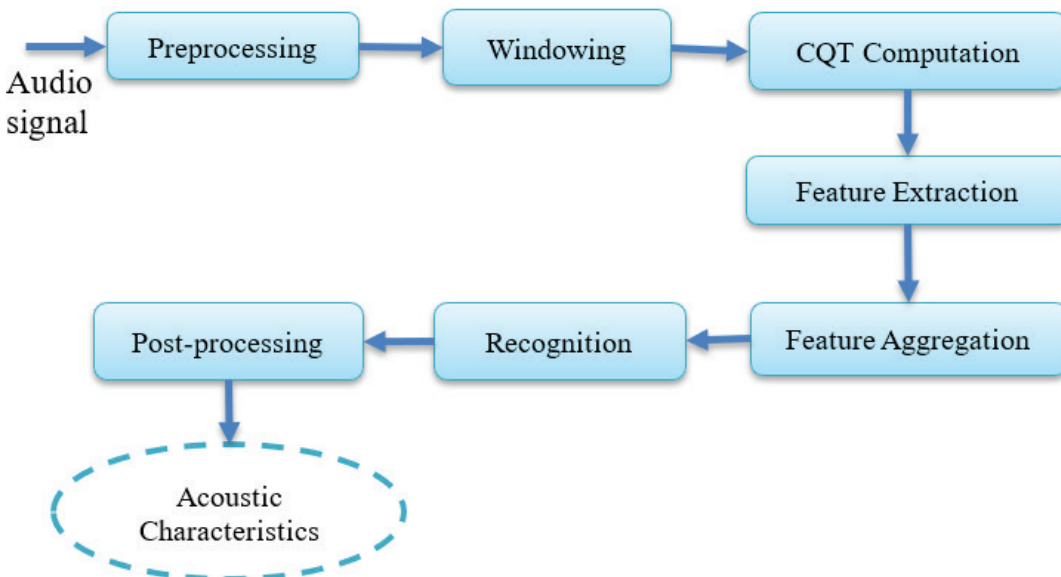 Preprocessing
Windowing
CQT Computation
Audio
signal
Feature Extraction
Feature Aggregation
Recognition
Post-processing
Acoustic
Characteristics